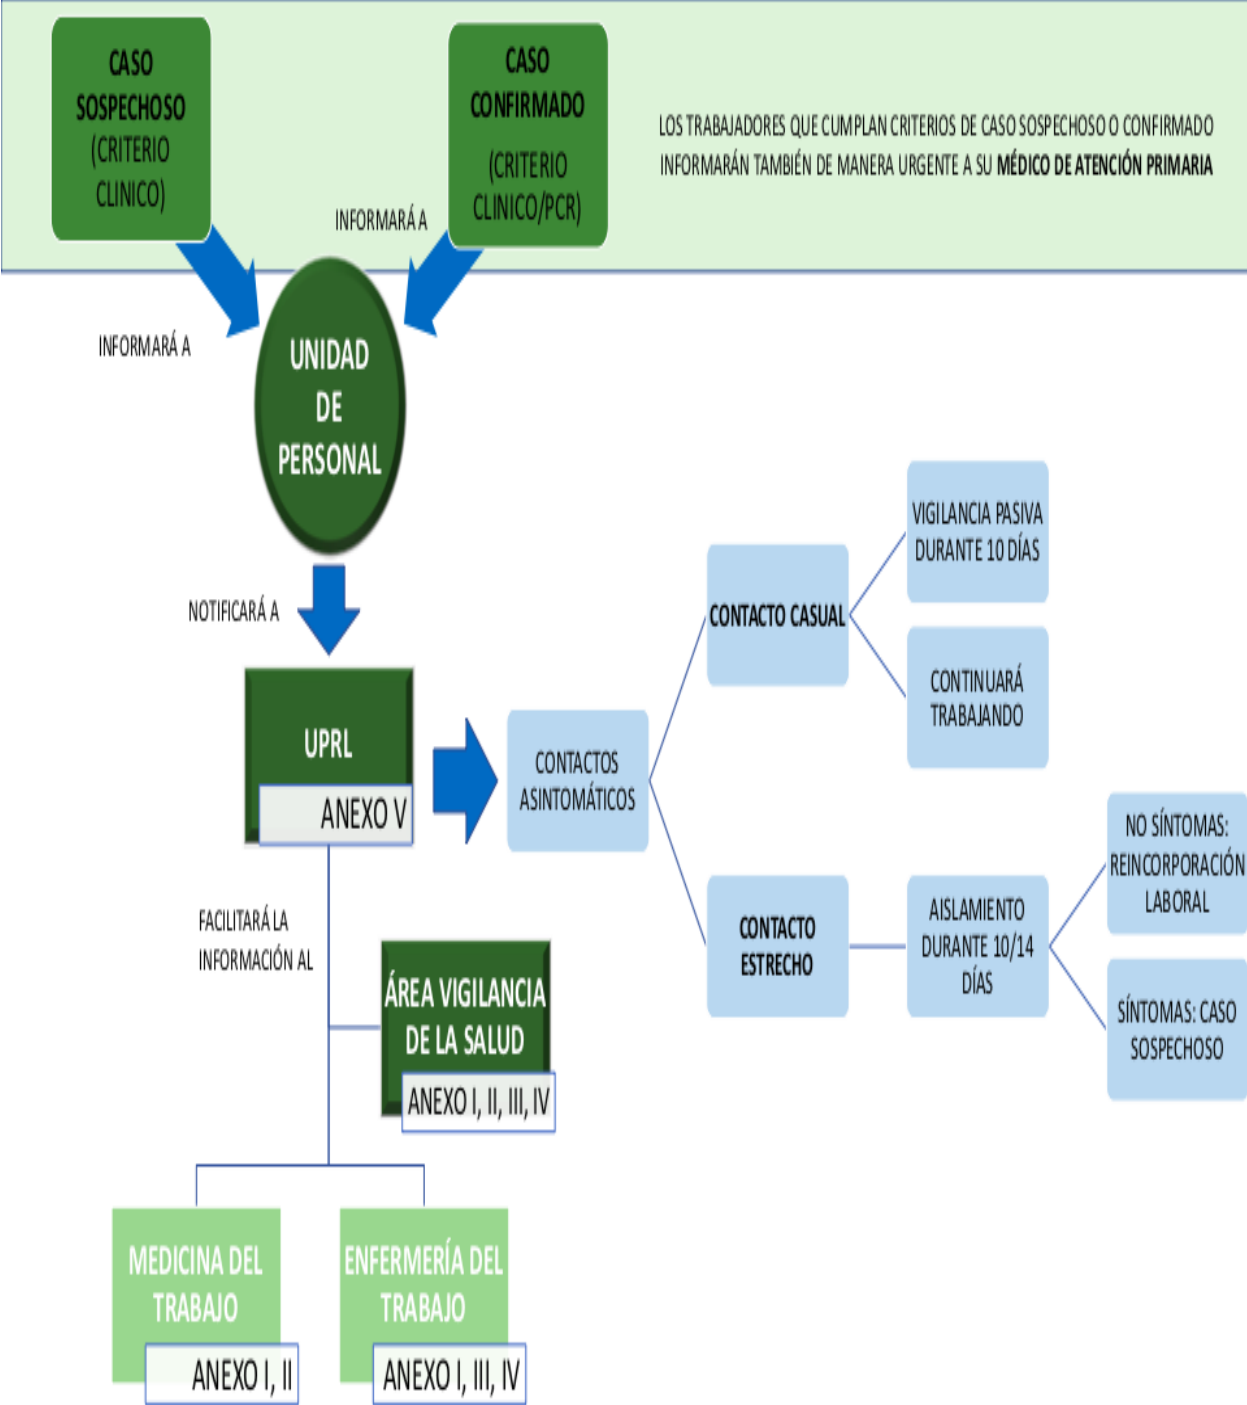 CASO
SOSPECHOSO
(CRITERIO
CLINICO)
CASO
CONFIRMADO
(CRITERIO
CLINICO/PCR)
LOS TRABAJADORES QUE CUMPLAN CRITERIOS DE CASO SOSPECHOSO O CONFIRMADO
INFORMARÁN TAMBIÉN DE MANERA URGENTE A SU MÉDICO DE ATENCIÓN PRIMARIA
INFORMARÁ A
INFORMARÁ A
UNIDAD
DE
PERSONAL
NOTIFICARÁ A
UPRL
ANEXO V
CONTACTOS
ASINTOMÁTICOS
CONTACTO CASUAL
VIGILANCIA PASIVA
DURANTE 10 DÍAS
CONTINUARÁ
TRABAJANDO
CONTACTO
ESTRECHO
AISLAMIENTO
DURANTE 10/14
DÍAS
NO SÍNTOMAS:
REINCORPORACIÓN
LABORAL
SÍNTOMAS: CASO
SOSPECHOSO
FACILITARÁ LA
INFORMACIÓN AL
ÁREA VIGILANCIA
DE LA SALUD
ANEXO I, II, III, IV
MEDICINA DEL
TRABAJO
ANEXO I, II
ENFERMERÍA DEL
TRABAJO
ANEXO I, III, IV